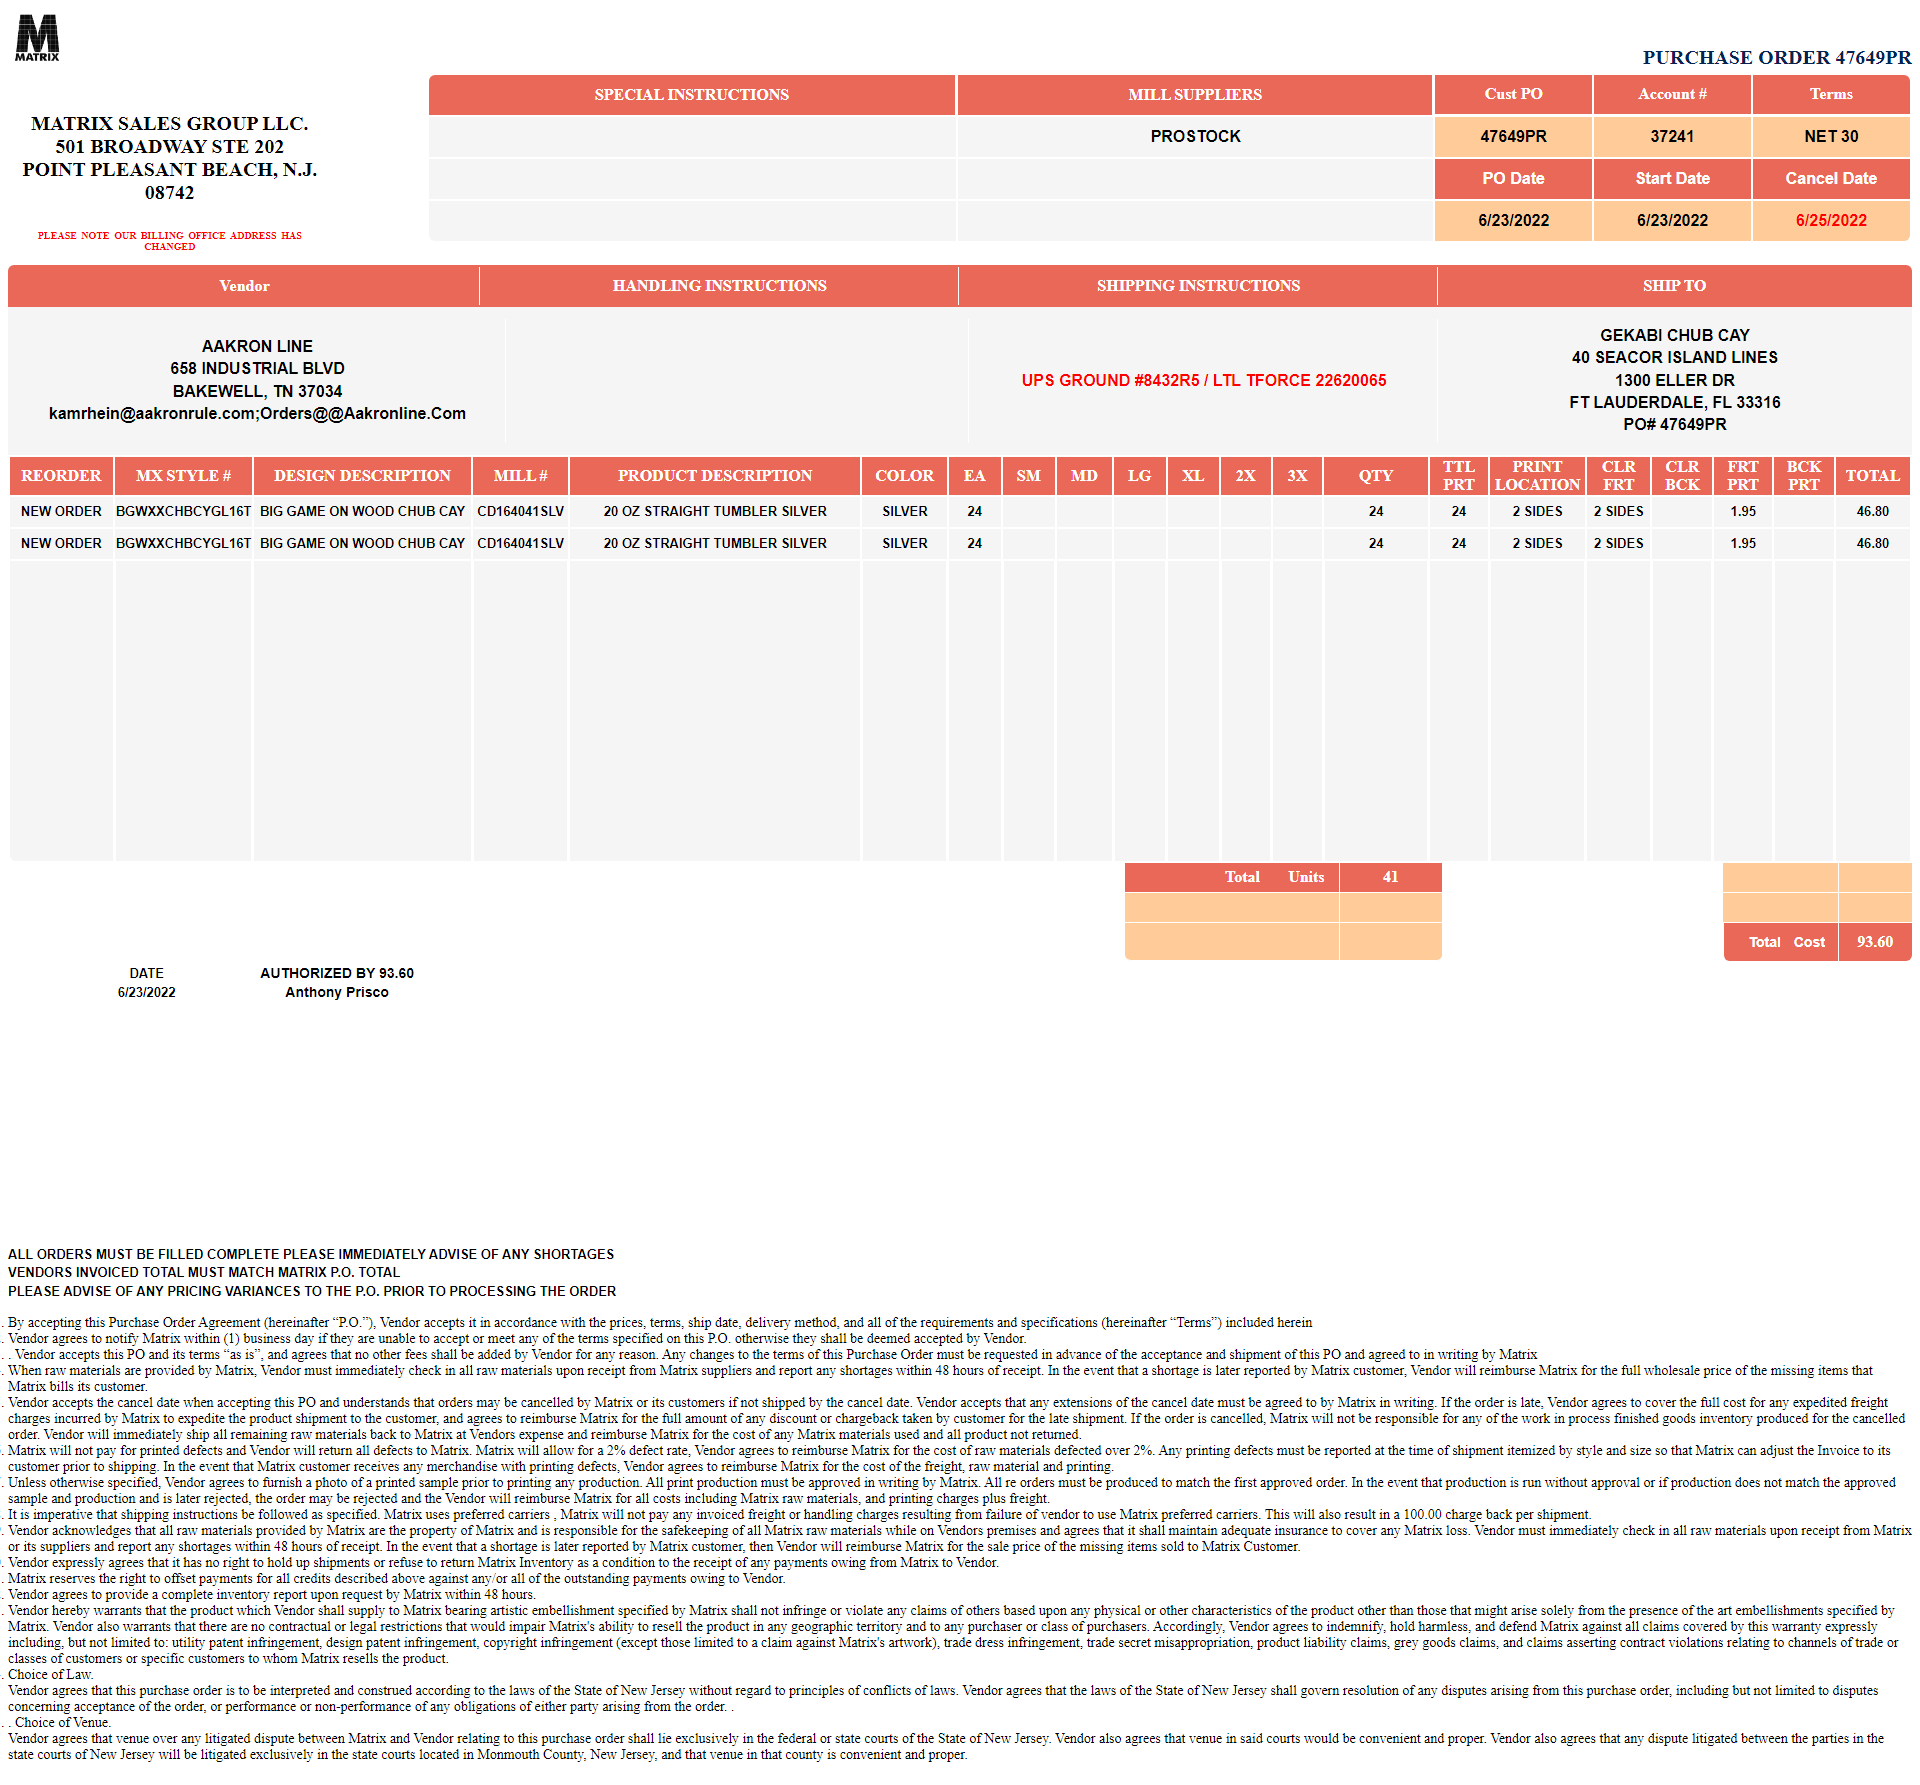 MATRIX
PURCHASE ORDER 47649PR
MATRIX SALES GROUP LLC.
501 BROADWAY STE 202
POINT PLEASANT BEACH, N.J.
08742
PLEASE NOTE OUR BILLING OFFICE ADDRESS HAS
CHANGED
SPECIAL INSTRUCTIONS MILL SUPPLIERS Cust PO Account # Terms
PROSTOCK 47649PR 37241 NET 30
PO Date Start Date Cancel Date
6/23/2022 6/23/2022 6/25/2022
Vendor HANDLING INSTRUCTIONS SHIPPING INSTRUCTIONS SHIP TO
AAKRON LINE
658 INDUSTRIAL BLVD
BAKEWELL, TN 37034
kamrhein@aakronrule.com;Orders@@Aakronline.Com
UPS GROUND #8432R5 / LTL TFORCE 22620065
GEKABI CHUB CAY
40 SEACOR ISLAND LINES
1300 ELLER DR
FT LAUDERDALE, FL 33316
PO# 47649PR
REORDER MX STYLE # DESIGN DESCRIPTION MILL # PRODUCT DESCRIPTION COLOR EA SM MD LG XL 2X 3X QTY TTL PRT PRINT LOCATION CLR FRT CLR BCK FRT PRT BCK PRT TOTAL
NEW ORDER BGWXXCHBCYGL16T BIG GAME ON WOOD CHUB CAY CD164041SLV 20 OZ STRAIGHT TUMBLER SILVER SILVER 24 24 24 2 SIDES 2 SIDES 1.95 46.80
NEW ORDER BGWXXCHBCYGL16T BIG GAME ON WOOD CHUB CAY CD164041SLV 20 OZ STRAIGHT TUMBLER SILVER SILVER 24 24 24 2 SIDES 2 SIDES 1.95 46.80
Total Units 41
Total Cost 93.60
DATE AUTHORIZED BY 93.60
6/23/2022 Anthony Prisco
ALL ORDERS MUST BE FILLED COMPLETE PLEASE IMMEDIATELY ADVISE OF ANY SHORTAGES
VENDORS INVOICED TOTAL MUST MATCH MATRIX P.O. TOTAL
PLEASE ADVISE OF ANY PRICING VARIANCES TO THE P.O. PRIOR TO PROCESSING THE ORDER
. By accepting this Purchase Order Agreement (hereinafter “P.O.”), Vendor accepts it in accordance with the prices, terms, ship date, delivery method, and all of the requirements and specifications (hereinafter “Terms”) included herein
. Vendor agrees to notify Matrix within (1) business day if they are unable to accept or meet any of the terms specified on this P.O. otherwise they shall be deemed accepted by Vendor.
. . Vendor accepts this PO and its terms “as is”, and agrees that no other fees shall be added by Vendor for any reason. Any changes to the terms of this Purchase Order must be requested in advance of the acceptance and shipment of this PO and agreed to in writing by Matrix
. When raw materials are provided by Matrix, Vendor must immediately check in all raw materials upon receipt from Matrix suppliers and report any shortages within 48 hours of receipt. In the event that a shortage is later reported by Matrix customer, Vendor will reimburse Matrix for the full wholesale price of the missing items that
Matrix bills its customer.
. Vendor accepts the cancel date when accepting this PO and understands that orders may be cancelled by Matrix or its customers if not shipped by the cancel date. Vendor accepts that any extensions of the cancel date must be agreed to by Matrix in writing. If the order is late, Vendor agrees to cover the full cost for any expedited freight
charges incurred by Matrix to expedite the product shipment to the customer, and agrees to reimburse Matrix for the full amount of any discount or chargeback taken by customer for the late shipment. If the order is cancelled, Matrix will not be responsible for any of the work in process finished goods inventory produced for the cancelled
order. Vendor will immediately ship all remaining raw materials back to Matrix at Vendors expense and reimburse Matrix for the cost of any Matrix materials used and all product not returned.
. Matrix will not pay for printed defects and Vendor will return all defects to Matrix. Matrix will allow for a 2% defect rate, Vendor agrees to reimburse Matrix for the cost of raw materials defected over 2%. Any printing defects must be reported at the time of shipment itemized by style and size so that Matrix can adjust the Invoice to its
customer prior to shipping. In the event that Matrix customer receives any merchandise with printing defects, Vendor agrees to reimburse Matrix for the cost of the freight, raw material and printing.
. Unless otherwise specified, Vendor agrees to furnish a photo of a printed sample prior to printing any production. All print production must be approved in writing by Matrix. All re orders must be produced to match the first approved order. In the event that production is run without approval or if production does not match the approved
sample and production and is later rejected, the order may be rejected and the Vendor will reimburse Matrix for all costs including Matrix raw materials, and printing charges plus freight.
. It is imperative that shipping instructions be followed as specified. Matrix uses preferred carriers , Matrix will not pay any invoiced freight or handling charges resulting from failure of vendor to use Matrix preferred carriers. This will also result in a 100.00 charge back per shipment.
. Vendor acknowledges that all raw materials provided by Matrix are the property of Matrix and is responsible for the safekeeping of all Matrix raw materials while on Vendors premises and agrees that it shall maintain adequate insurance to cover any Matrix loss. Vendor must immediately check in all raw materials upon receipt from Matrix
or its suppliers and report any shortages within 48 hours of receipt. In the event that a shortage is later reported by Matrix customer, then Vendor will reimburse Matrix for the sale price of the missing items sold to Matrix Customer.
. Vendor expressly agrees that it has no right to hold up shipments or refuse to return Matrix Inventory as a condition to the receipt of any payments owing from Matrix to Vendor.
. Matrix reserves the right to offset payments for all credits described above against any/or all of the outstanding payments owing to Vendor.
. Vendor agrees to provide a complete inventory report upon request by Matrix within 48 hours.
. Vendor hereby warrants that the product which Vendor shall supply to Matrix bearing artistic embellishment specified by Matrix shall not infringe or violate any claims of others based upon any physical or other characteristics of the product other than those that might arise solely from the presence of the art embellishments specified by
Matrix. Vendor also warrants that there are no contractual or legal restrictions that would impair Matrix's ability to resell the product in any geographic territory and to any purchaser or class of purchasers. Accordingly, Vendor agrees to indemnify, hold harmless, and defend Matrix against all claims covered by this warranty expressly
including, but not limited to: utility patent infringement, design patent infringement, copyright infringement (except those limited to a claim against Matrix's artwork), trade dress infringement, trade secret misappropriation, product liability claims, grey goods claims, and claims asserting contract violations relating to channels of trade or
classes of customers or specific customers to whom Matrix resells the product.
. Choice of Law.
Vendor agrees that this purchase order is to be interpreted and construed according to the laws of the State of New Jersey without regard to principles of conflicts of laws. Vendor agrees that the laws of the State of New Jersey shall govern resolution of any disputes arising from this purchase order, including but not limited to disputes
concerning acceptance of the order, or performance or non-performance of any obligations of either party arising from the order. .
. . Choice of Venue.
Vendor agrees that venue over any litigated dispute between Matrix and Vendor relating to this purchase order shall lie exclusively in the federal or state courts of the State of New Jersey. Vendor also agrees that venue in said courts would be convenient and proper. Vendor also agrees that any dispute litigated between the parties in the
state courts of New Jersey will be litigated exclusively in the state courts located in Monmouth County, New Jersey, and that venue in that county is convenient and proper.